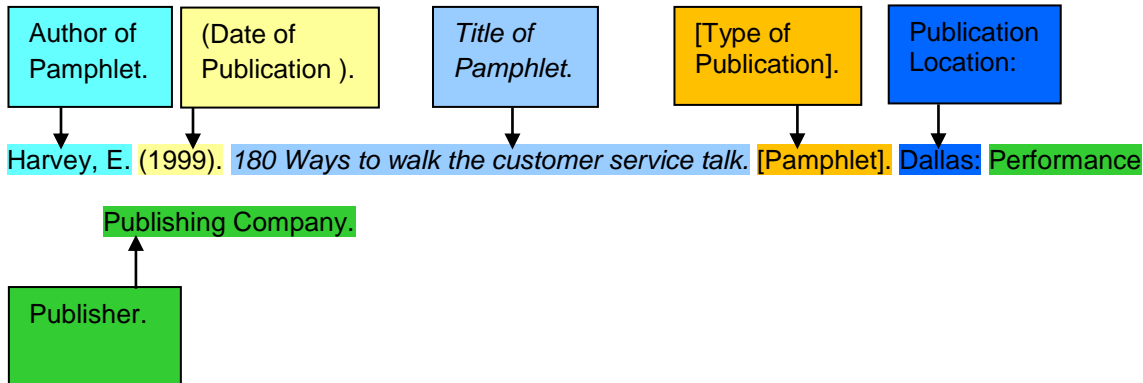 Author of
Pamphlet.
(Date of
Publication ).
Title of
Pamphlet.
[Type of
Publication].
Publication
Location:
Harvey, E. (1999). 180 Ways to walk the customer service talk. [Pamphlet]. Dallas: Performance
Publishing Company.
Publisher.